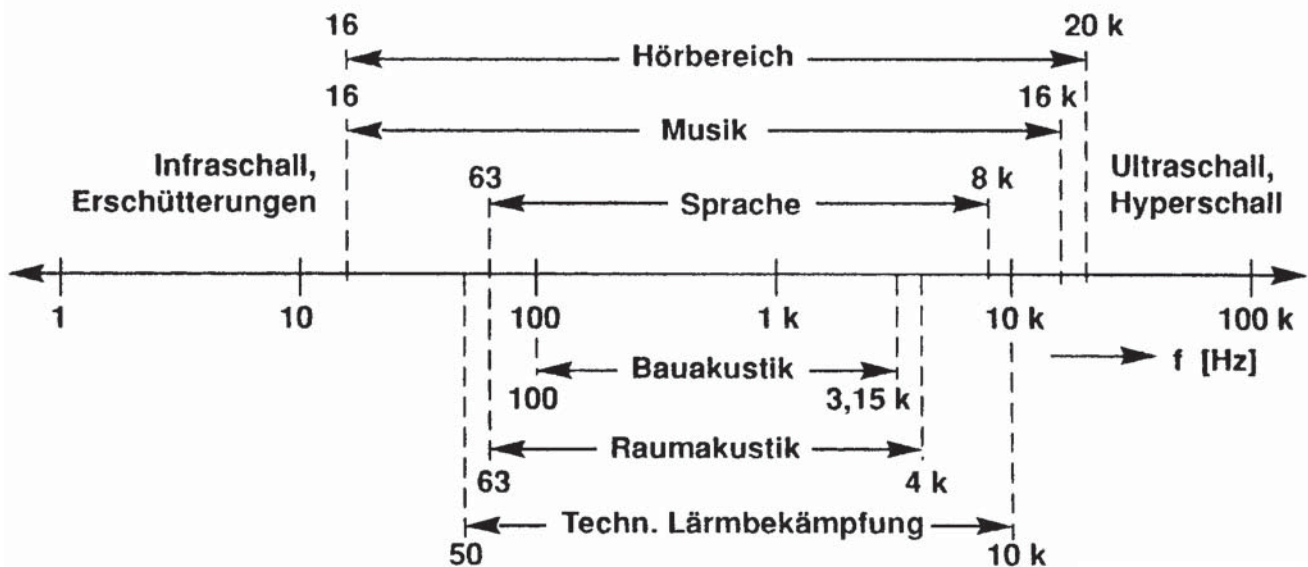 16 20 k
Hörbereich
16 16 k
Musik
Infraschall,
Erschütterungen
63 8 k
Sprache
Ultraschall,
Hyperschall
1 10 100 1 k 10 k 100 k
f [Hz]
Bauakustik
100 3,15 k
Raumakustik
63 4 k
Techn. Lärmbekämpfung
50 10 k